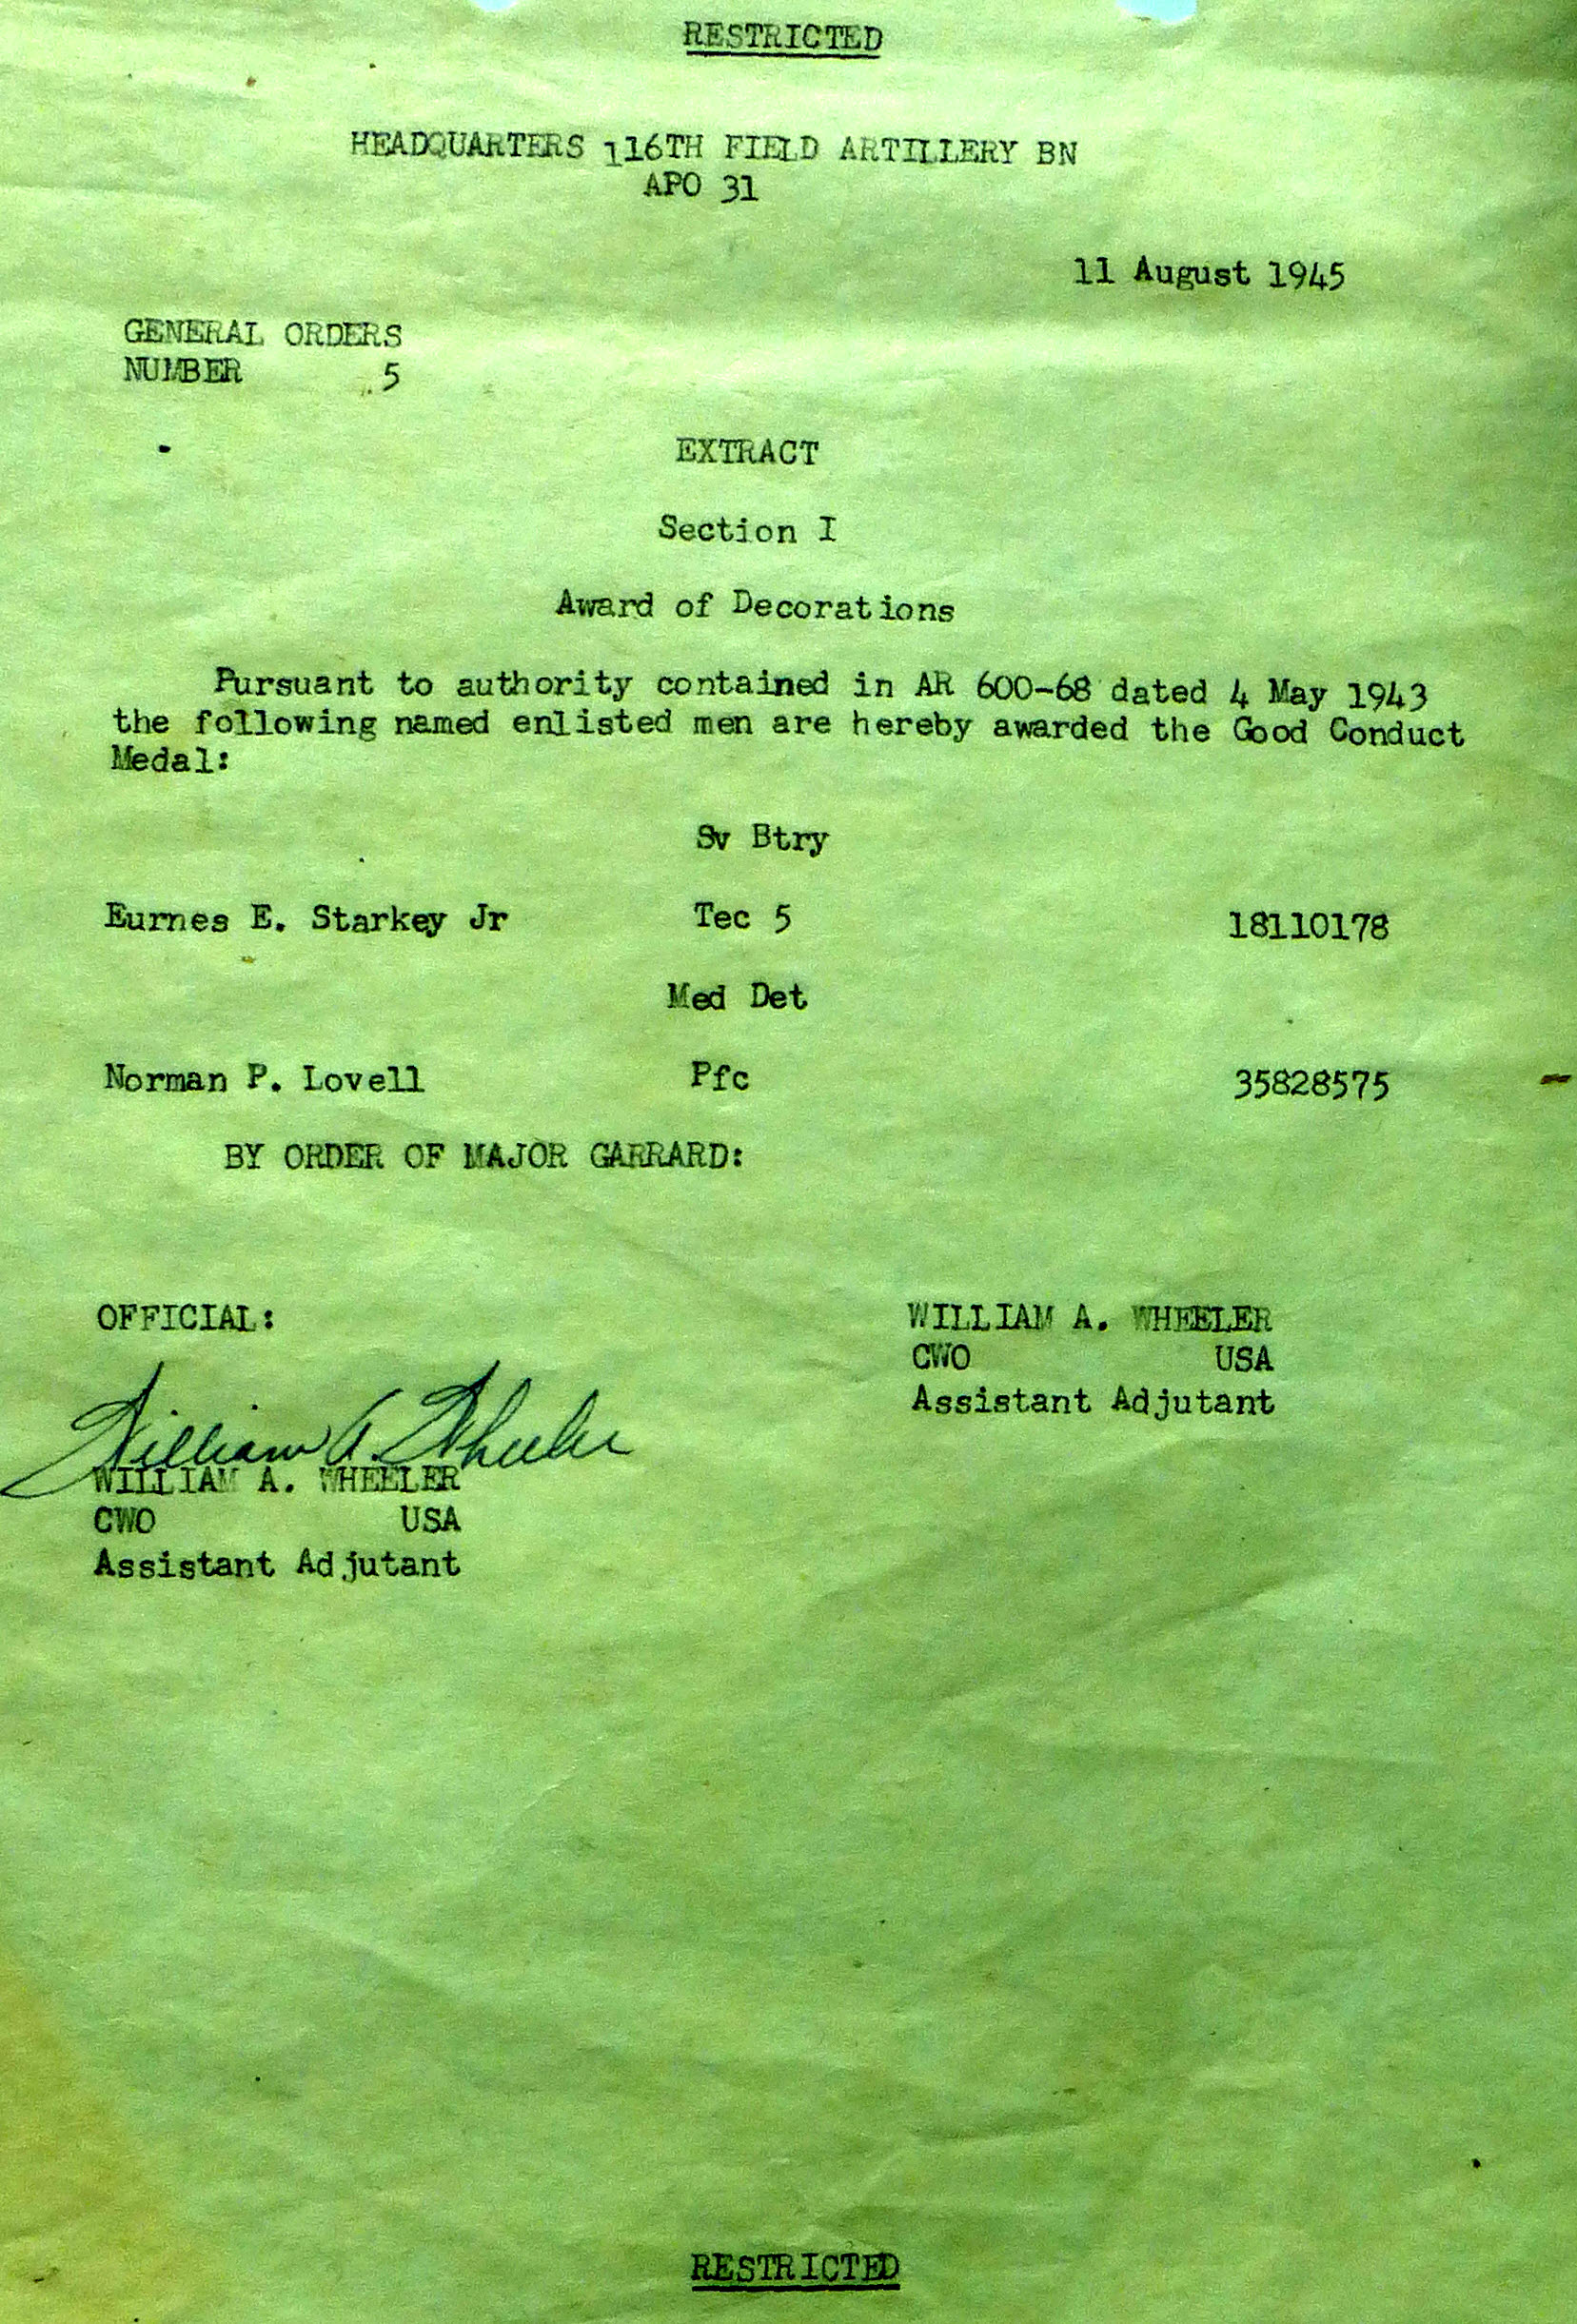 RESTRICTED
HEADQUARTERS 116TH FIELD ARTILLERY BN
APO 31
11 August 1945
GENERAL ORDERS
NUMBER 5
EXTRACT
Section I
Award of Decorations
Pursuant to authority contained in AR 600-68 dated 4 May 1943
the following named enlisted men are hereby awarded the Good Conduct
Medal:
Sv Btry
Eurnes E. Starkey Jr Tec 5 18110178
Med Det
Norman P. Lovell Pfc 35828575
BY ORDER OF MAJOR GARRARD:
OFFICIAL:
WILLIAM A. WHEELER
CWO USA
Assistant Adjutant
William A. Wheeler
WILLIAM A. WHEELER
CWO USA
Assistant Adjutant
RESTRICTED